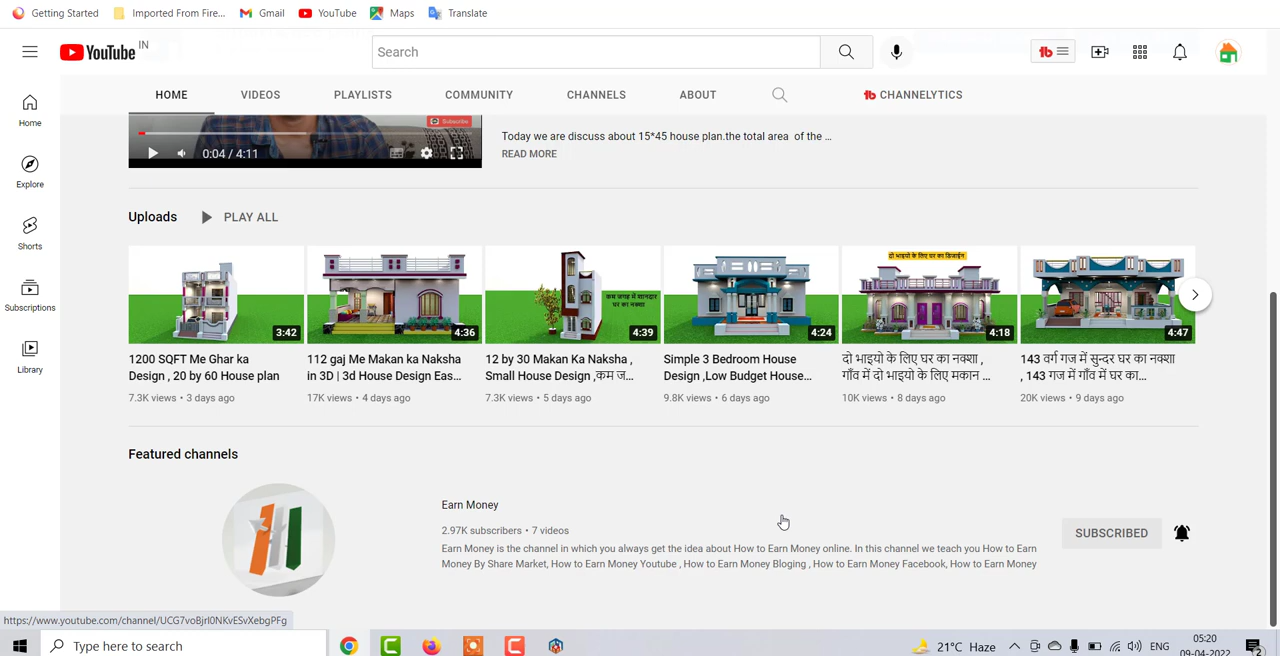 Getting Started Imported From Fire... Gmail YouTube Maps Translate
YouTube IN
Search
HOME VIDEOS PLAYLISTS COMMUNITY CHANNELS ABOUT tb CHANNELYTICS
Home
Explore
Shorts
Subscriptions
Library
Subscribe
0:04 / 4:11
Today we are discuss about 15*45 house plan.the total area of the ...
READ MORE
Uploads PLAY ALL
3:42
4:36
कम जगह में शानदार
घर का नक्शा
4:39
4:24
दो भाइयो के लिए घर का डिजाईन
4:18
4:47
1200 SQFT Me Ghar ka
Design , 20 by 60 House plan
7.3K views • 3 days ago
112 gaj Me Makan ka Naksha
in 3D | 3d House Design Eas...
17K views • 4 days ago
12 by 30 Makan Ka Naksha ,
Small House Design ,कम ज...
7.3K views • 5 days ago
Simple 3 Bedroom House
Design ,Low Budget House...
9.8K views • 6 days ago
दो भाइयो के लिए घर का नक्शा ,
गाँव में दो भाइयो के लिए मकान ...
10K views • 8 days ago
143 वर्ग गज में सुन्दर घर का नक्शा
, 143 गज में गाँव में घर का...
20K views • 9 days ago
Featured channels
Earn Money
2.97K subscribers • 7 videos
Earn Money is the channel in which you always get the idea about How to Earn Money online. In this channel we teach you How to Earn
Money By Share Market, How to Earn Money Youtube , How to Earn Money Bloging , How to Earn Money Facebook, How to Earn Money
SUBSCRIBED
https://www.youtube.com/channel/UCG7voBjrI0NKvESvXebgPFg
Type here to search
21°C Haze ENG
05:20
09-04-2022
2